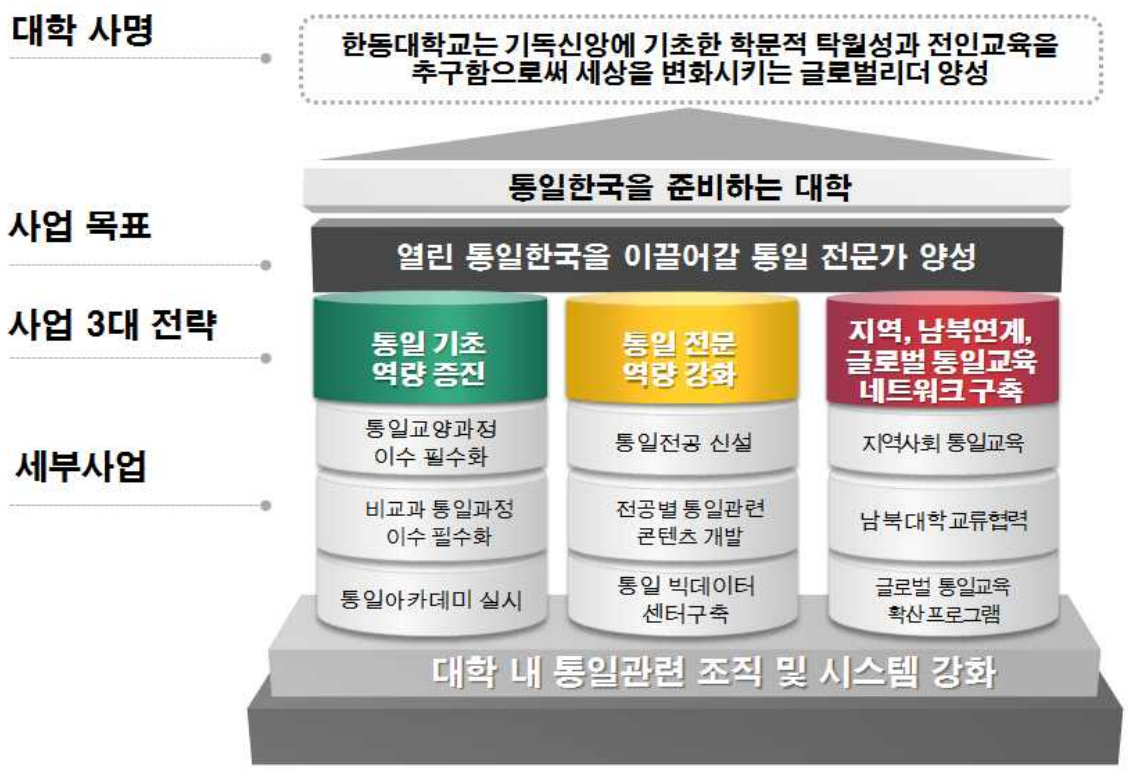 대학 사명
한동대학교는 기독신앙에 기초한 학문적 탁월성과 전인교육을
추구함으로써 세상을 변화시키는 글로벌리더 양성
통일한국을 준비하는 대학
사업 목표
열린 통일한국을 이끌어갈 통일 전문가 양성
사업 3대 전략
통일 기초
역량 증진
통일 전문
역량 강화
지역, 남북연계,
글로벌 통일교육
네트워크 구축
세부사업
통일교양과정
이수 필수화
통일전공 신설
지역사회 통일교육
비교과 통일과정
이수 필수화
전공별 통일관련
콘텐츠 개발
남북대학교류협력
통일아카데미 실시
통일 빅데이터
센터구축
글로벌 통일교육
확산프로그램
대학 내 통일관련 조직 및 시스템 강화